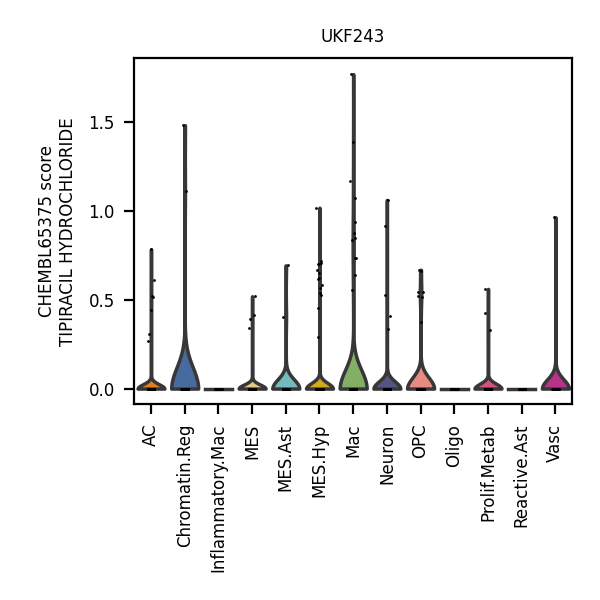 UKF243
CHEMBL65375 score
TIPIRACIL HYDROCHLORIDE
1.5
1.0
0.5
0.0
AC
Chromatin.Reg
Inflammatory.Mac
MES
MES.Ast
MES.Hyp
Mac
Neuron
OPC
Oligo
Prolif.Metab
Reactive.Ast
Vasc